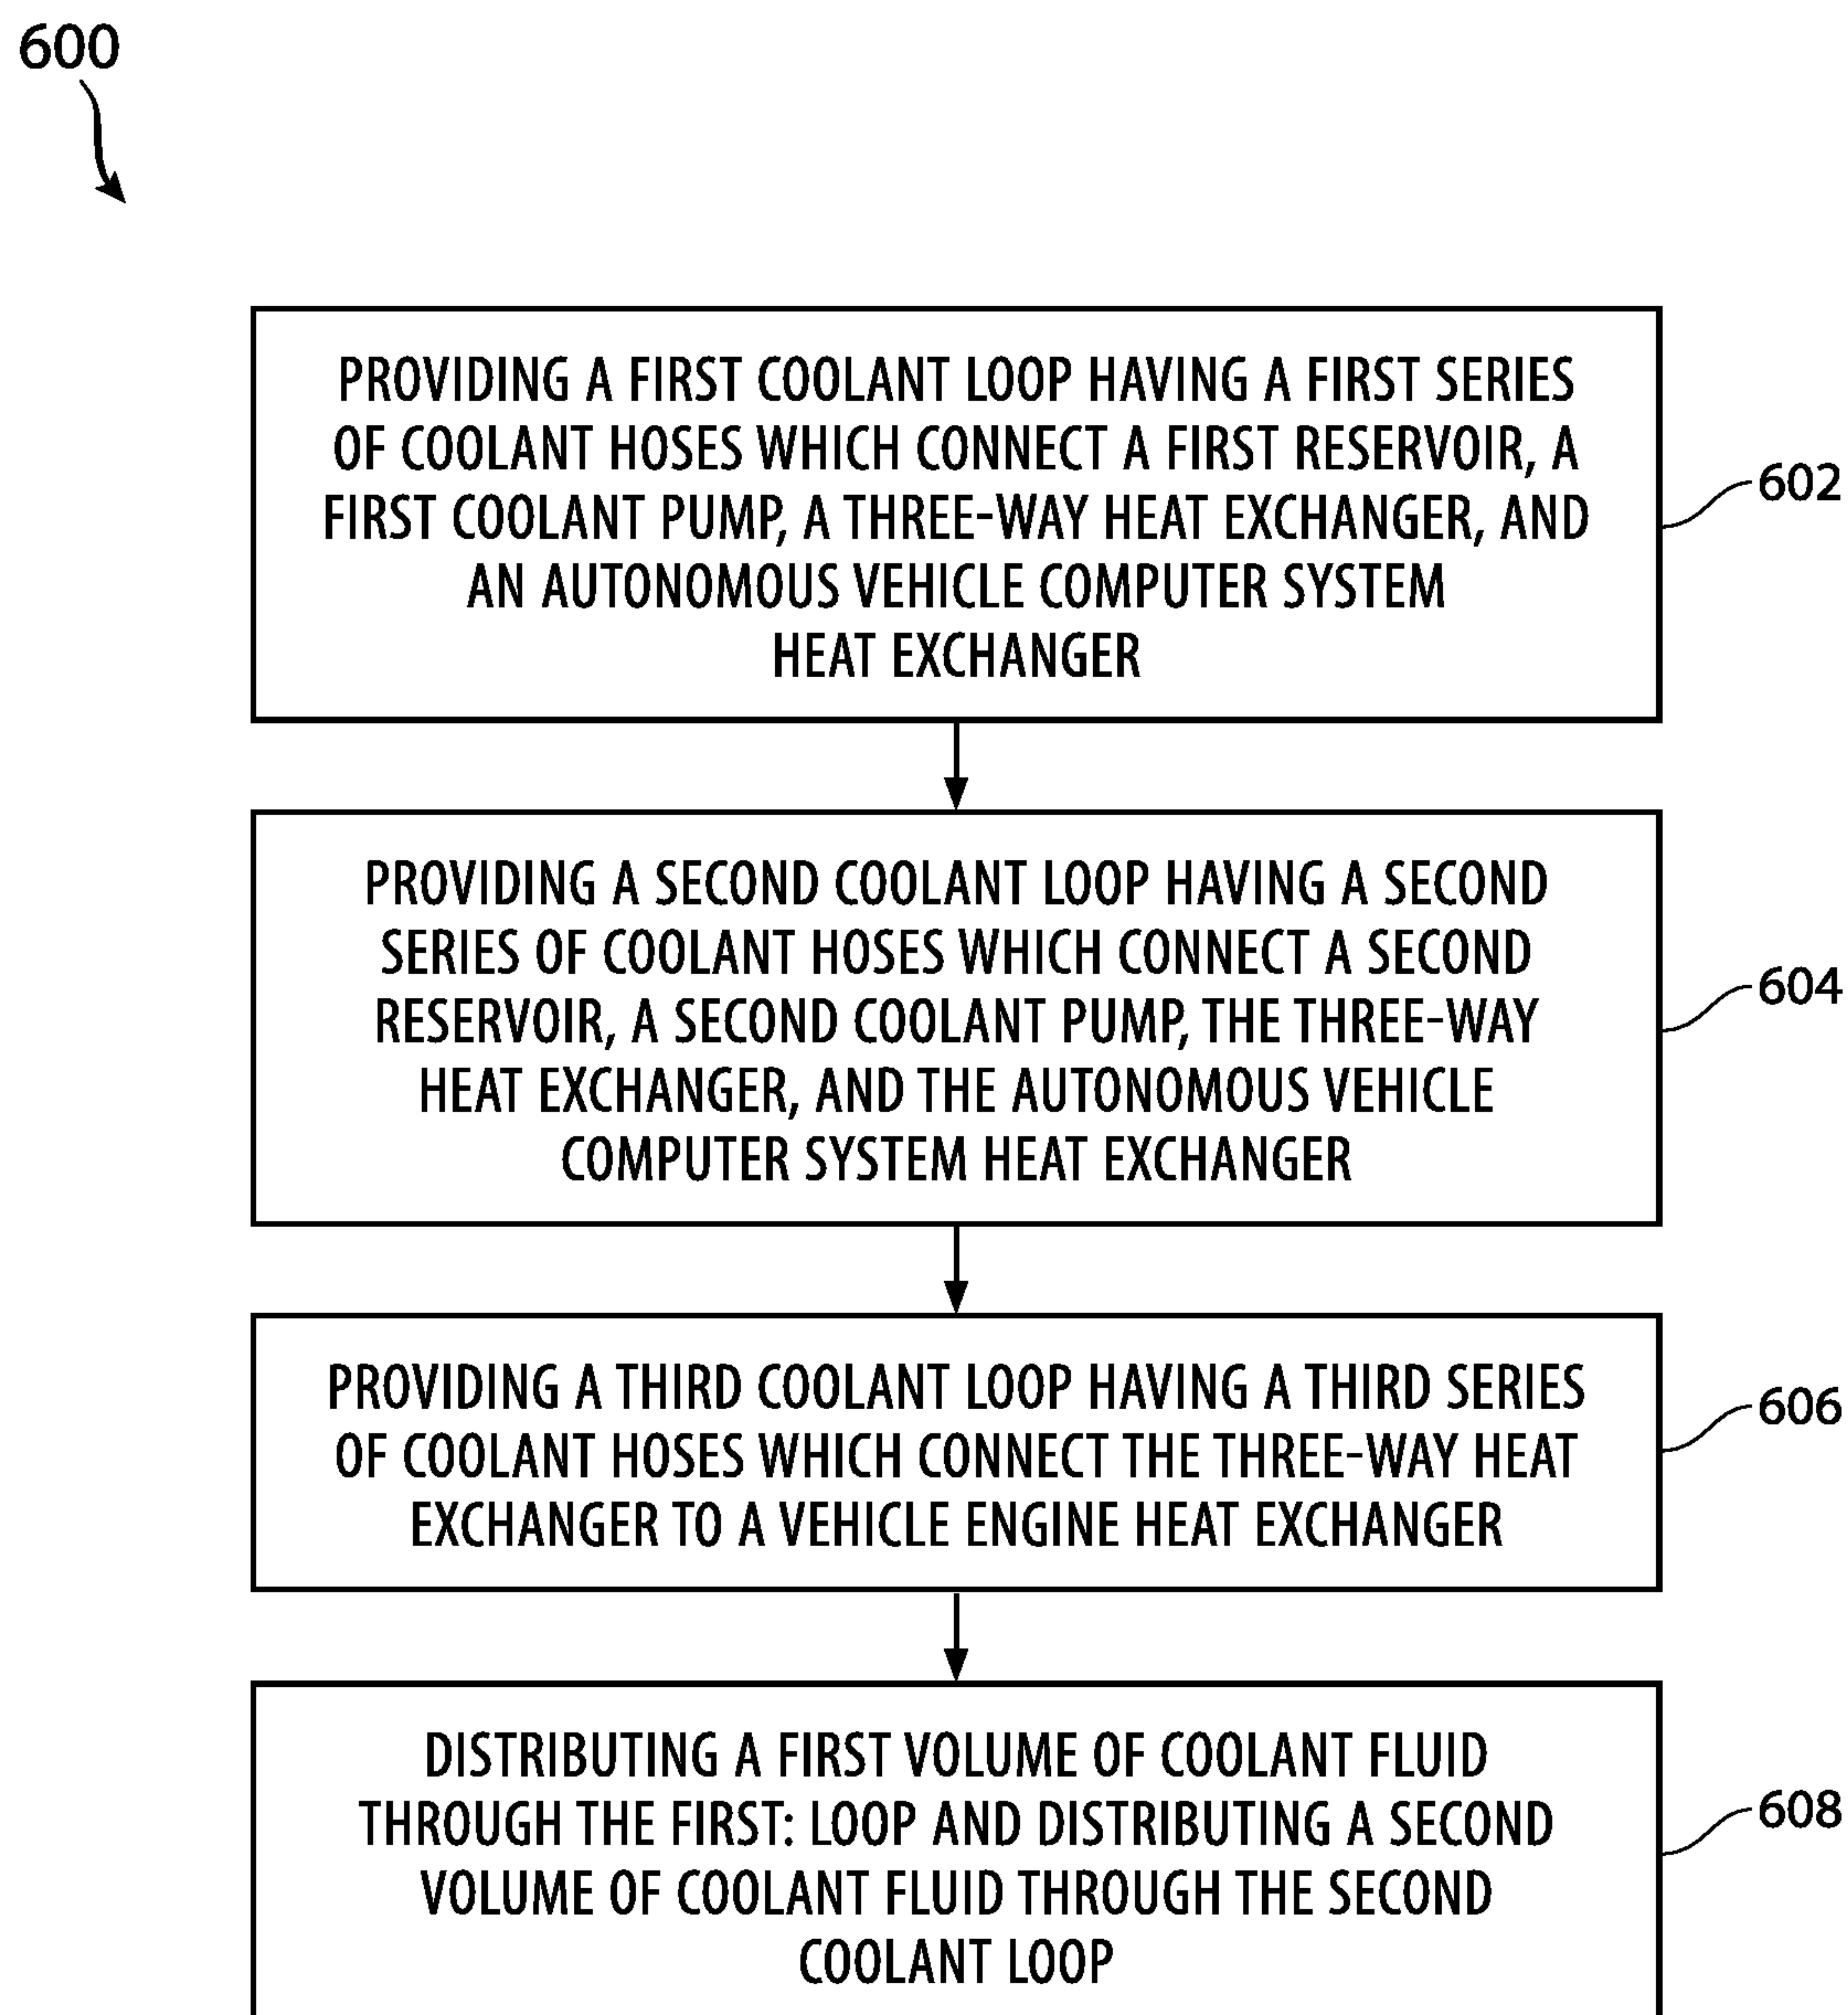 600
PROVIDING A FIRST COOLANT LOOP HAVING A FIRST SERIES
OF COOLANT HOSES WHICH CONNECT A FIRST RESERVOIR, A
FIRST COOLANT PUMP, A THREE-WAY HEAT EXCHANGER, AND
AN AUTONOMOUS VEHICLE COMPUTER SYSTEM
HEAT EXCHANGER
602
PROVIDING A SECOND COOLANT LOOP HAVING A SECOND
SERIES OF COOLANT HOSES WHICH CONNECT A SECOND
RESERVOIR, A SECOND COOLANT PUMP, THE THREE-WAY
HEAT EXCHANGER, AND THE AUTONOMOUS VEHICLE
COMPUTER SYSTEM HEAT EXCHANGER
604
PROVIDING A THIRD COOLANT LOOP HAVING A THIRD SERIES
OF COOLANT HOSES WHICH CONNECT THE THREE-WAY HEAT
EXCHANGER TO A VEHICLE ENGINE HEAT EXCHANGER
606
DISTRIBUTING A FIRST VOLUME OF COOLANT FLUID
THROUGH THE FIRST: LOOP AND DISTRIBUTING A SECOND
VOLUME OF COOLANT FLUID THROUGH THE SECOND
COOLANT LOOP
608